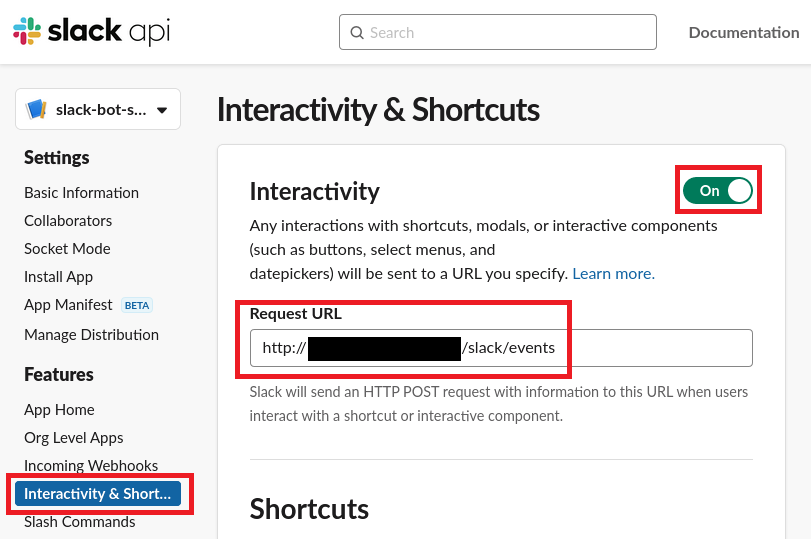 slack api
Search
Documentation
slack-bot-s...
Settings
Basic Information
Collaborators
Socket Mode
Install App
App Manifest BETA
Manage Distribution
Features
App Home
Org Level Apps
Incoming Webhooks
Interactivity & Short...
Slash Commands
Interactivity & Shortcuts
Interactivity
On
Any interactions with shortcuts, modals, or interactive components
(such as buttons, select menus, and
datepickers) will be sent to a URL you specify. Learn more.
Request URL
http:// /slack/events
Slack will send an HTTP POST request with information to this URL when users
interact with a shortcut or interactive component.
Shortcuts